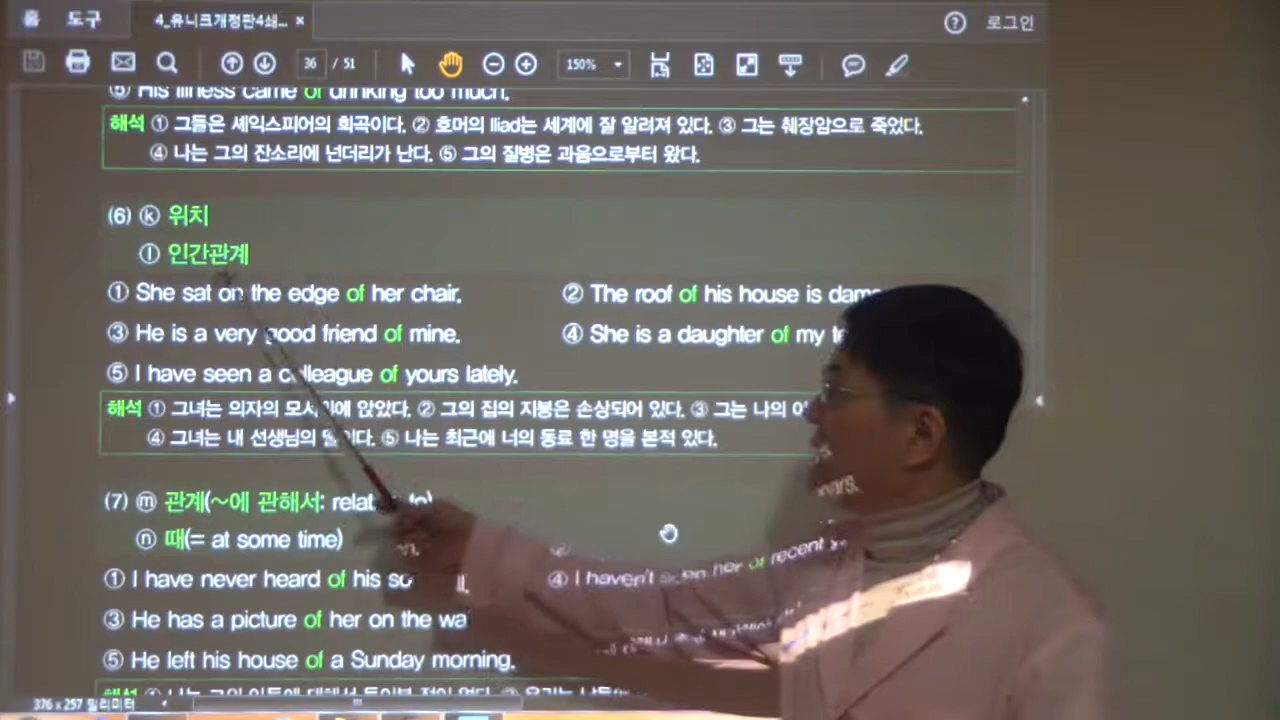 홈 도구 4_유니크개정판4쇄... × 로그인
36 / 51 150%
⑤ His illness came of drinking too much.
해석 ① 그들은 셰익스피어의 희곡이다. ② 호머의 Iliad는 세계에 잘 알려져 있다. ③ 그는 췌장암으로 죽었다.
④ 나는 그의 잔소리에 넌더리가 난다. ⑤ 그의 질병은 과음으로부터 왔다.
(6) ⓚ 위치
ⓛ 인간관계
① She sat on the edge of her chair. ② The roof of his house is
③ He is a very good friend of mine. ④ She is a daughter of my
⑤ I have seen a colleague of yours lately.
해석 ① 그녀는 의자의 모서리에 앉았다. ② 그의 집의 지붕은 손상되어 있다. ③ 그는 나의
④ 그녀는 내 선생님의 딸이다. ⑤ 나는 최근에 너의 동료 한 명을 본적 있다.
(7) ⓜ 관계(~에 관해서:
ⓝ 때(= at some time)
① I have never heard of his
④ I haven't seen her of recent
③ He has a picture of her on the
⑤ He left his house of a Sunday morning.
376 x 257 밀리미터